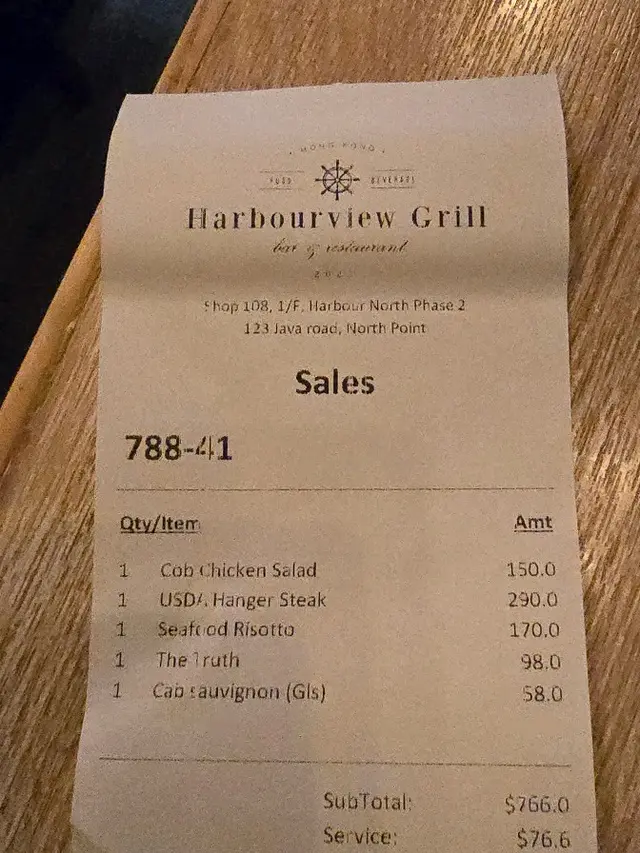 HONG KONG
FOOD BEVERAGE
Harbourview Grill
bar & restaurant
Shop 108, 1/F, Harbour North Phase 2
123 Java road, North Point
Sales
788-41
Qty/Item Amt
1 Cob Chicken Salad 150.0
1 USDA Hanger Steak 290.0
1 Seafood Risotto 170.0
1 The Truth 98.0
1 Cab sauvignon (Gls) 58.0
SubTotal: $766.0
Service: $76.6